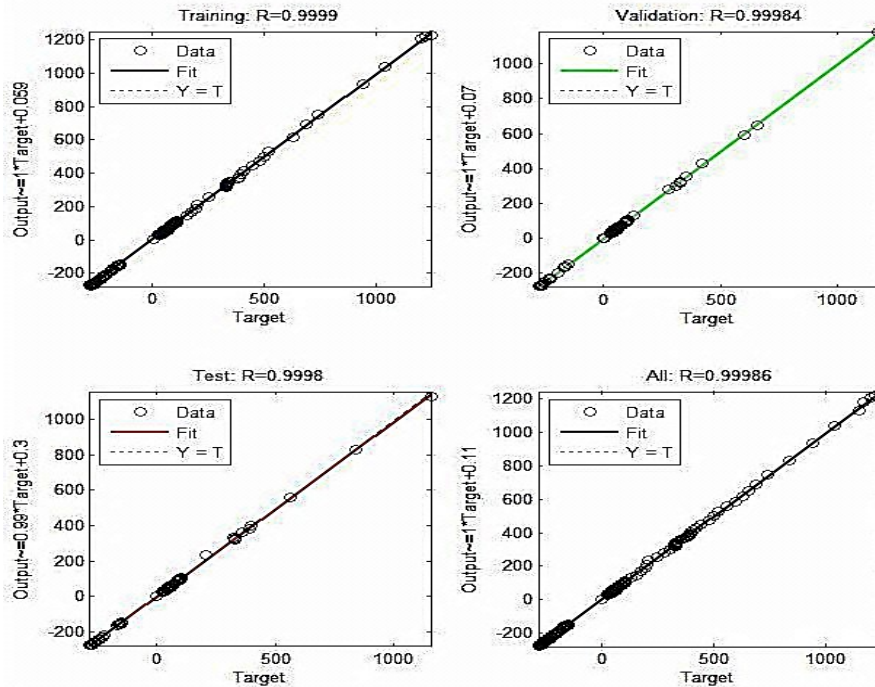 Training: R=0.9999
Output~=1*Target+0.059
1200
1000
800
600
400
200
0
-200
Data
Fit
Y = T
0
500
1000
Target
Validation: R=0.99984
Output~=1*Target+0.07
1000
800
600
400
200
0
-200
Data
Fit
Y = T
0
500
1000
Target
Test: R=0.9998
Output~=0.99*Target+0.3
1000
800
600
400
200
0
-200
Data
Fit
Y = T
0
500
1000
Target
All: R=0.99986
Output~=1*Target+0.11
1200
1000
800
600
400
200
0
-200
Data
Fit
Y = T
0
500
1000
Target